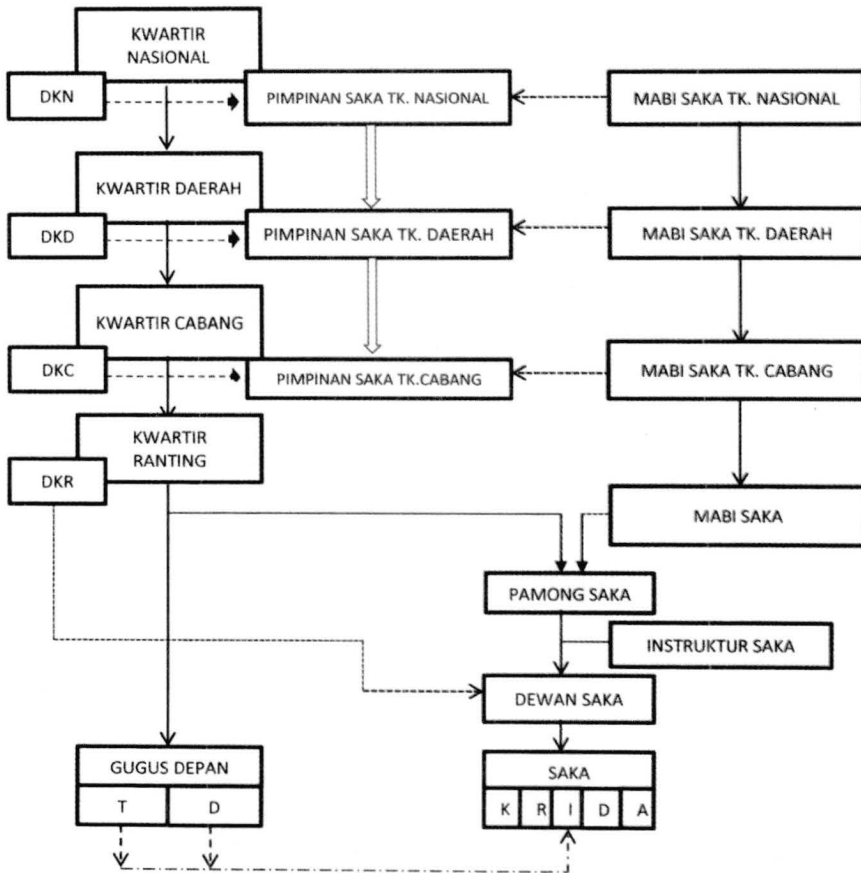 KWARTIR
NASIONAL
DKN
PIMPINAN SAKA TK. NASIONAL
MABI SAKA TK. NASIONAL
KWARTIR DAERAH
DKD
PIMPINAN SAKA TK. DAERAH
MABI SAKA TK. DAERAH
KWARTIR CABANG
DKC
PIMPINAN SAKA TK.CABANG
MABI SAKA TK. CABANG
KWARTIR
RANTING
DKR
MABI SAKA
PAMONG SAKA
INSTRUKTUR SAKA
DEWAN SAKA
GUGUS DEPAN
T D
SAKA
K R I D A